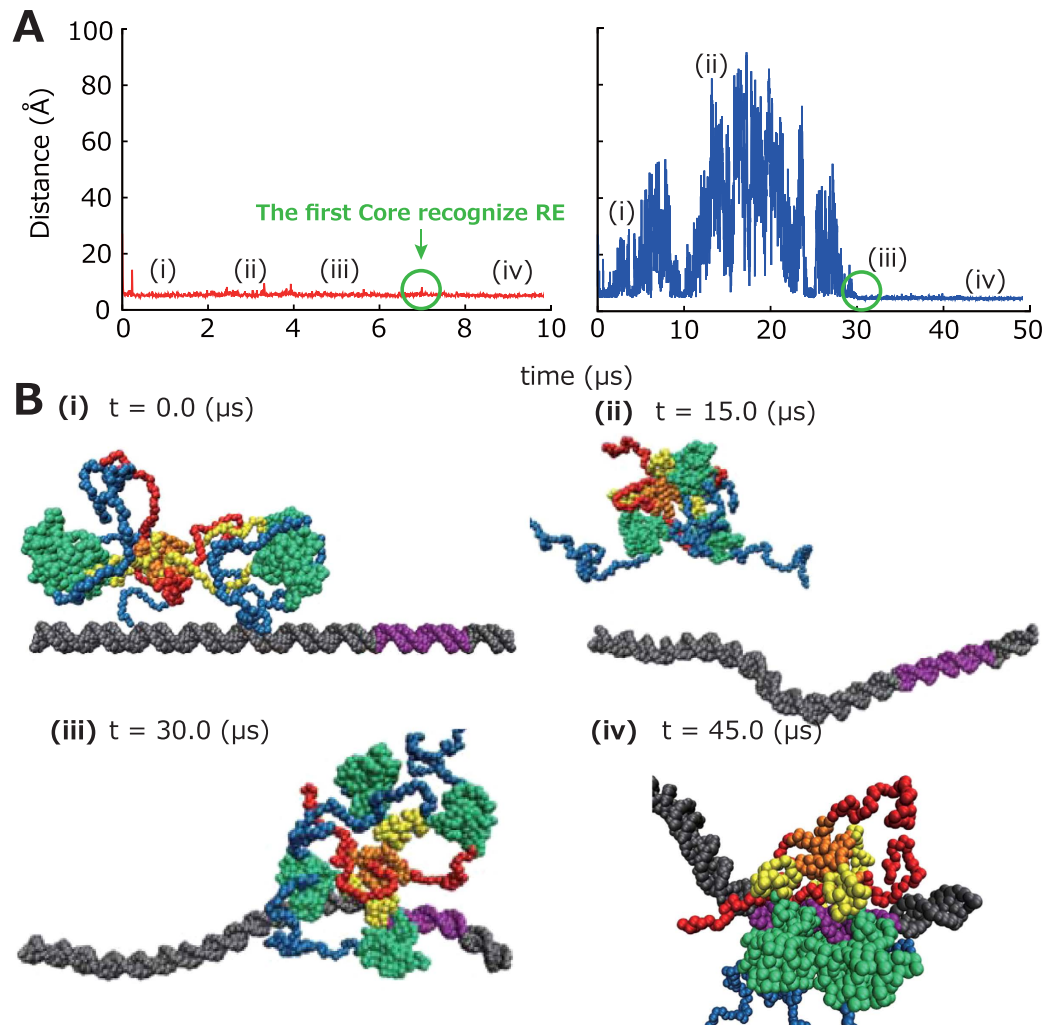 A
Distance (Å)
100
80
60
40
20
0
The first Core recognize RE
(i) (ii) (iii) (iv)
0 2 4 6 8 10
(i) (ii) (iii) (iv)
0 10 20 30 40 50
time (µs)
B
(i) t = 0.0 (µs)
(ii) t = 15.0 (µs)
(iii) t = 30.0 (µs)
(iv) t = 45.0 (µs)